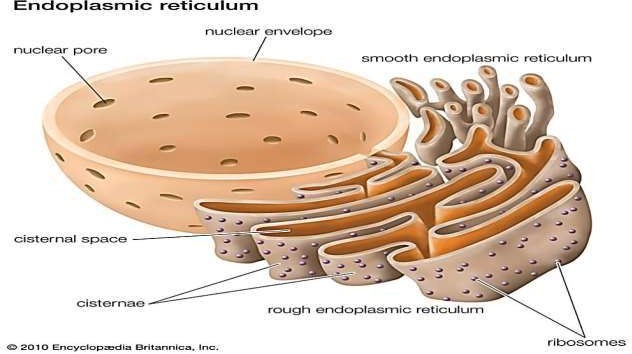 Endoplasmic reticulum
nuclear envelope
nuclear pore
smooth endoplasmic reticulum
cisternal space
cisternae
rough endoplasmic reticulum
ribosomes
© 2010 Encyclopædia Britannica, Inc.